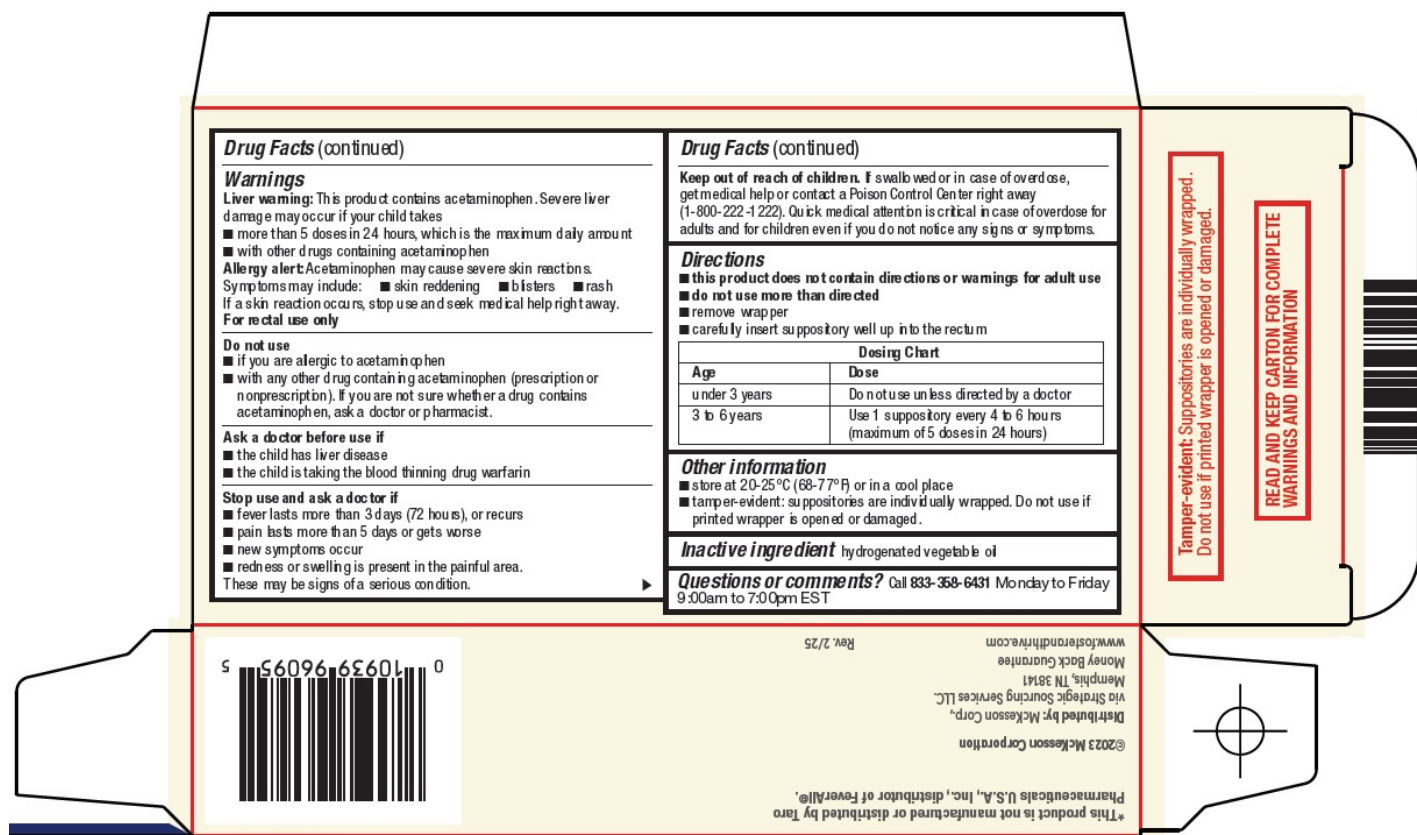 Drug Facts (continued)
Warnings
Liver warning: This product contains acetaminophen. Severe liver
damage may occur if your child takes
■ more than 5 doses in 24 hours, which is the maximum daily amount
■ with other drugs containing acetaminophen
Allergy alert: Acetaminophen may cause severe skin reactions.
Symptoms may include: ■ skin reddening ■ blisters ■ rash
If a skin reaction occurs, stop use and seek medical help right away.
For rectal use only
Do not use
■ if you are allergic to acetaminophen
■ with any other drug containing acetaminophen (prescription or
nonprescription). If you are not sure whether a drug contains
acetaminophen, ask a doctor or pharmacist.
Ask a doctor before use if
■ the child has liver disease
■ the child is taking the blood thinning drug warfarin
Stop use and ask a doctor if
■ fever lasts more than 3 days (72 hours), or recurs
■ pain lasts more than 5 days or gets worse
■ new symptoms occur
■ redness or swelling is present in the painful area.
These may be signs of a serious condition.
Drug Facts (continued)
Keep out of reach of children. If swallowed or in case of overdose,
get medical help or contact a Poison Control Center right away
(1-800-222-1222). Quick medical attention is critical in case of overdose for
adults and for children even if you do not notice any signs or symptoms.
Directions
■ this product does not contain directions or warnings for adult use
■ do not use more than directed
■ remove wrapper
■ carefully insert suppository well up into the rectum
Dosing Chart
Age Dose
under 3 years Do not use unless directed by a doctor
3 to 6 years Use 1 suppository every 4 to 6 hours
(maximum of 5 doses in 24 hours)
Other information
■ store at 20-25°C (68-77°F) or in a cool place
■ tamper-evident: suppositories are individually wrapped. Do not use if
printed wrapper is opened or damaged.
Inactive ingredient hydrogenated vegetable oil
Questions or comments? Call 833-358-6431 Monday to Friday
9:00am to 7:00pm EST
Tamper-evident: Suppositories are individually wrapped.
Do not use if printed wrapper is opened or damaged.
READ AND KEEP CARTON FOR COMPLETE
WARNINGS AND INFORMATION
*This product is not manufactured or distributed by Taro
Pharmaceuticals U.S.A., Inc., distributor of FeverAll®.
©2023 McKesson Corporation
Distributed by: McKesson Corp.,
via Strategic Sourcing Services LLC.
Memphis, TN 38141
Money Back Guarantee
www.fosterandthrive.com Rev. 2/25
0 10939 96095 5